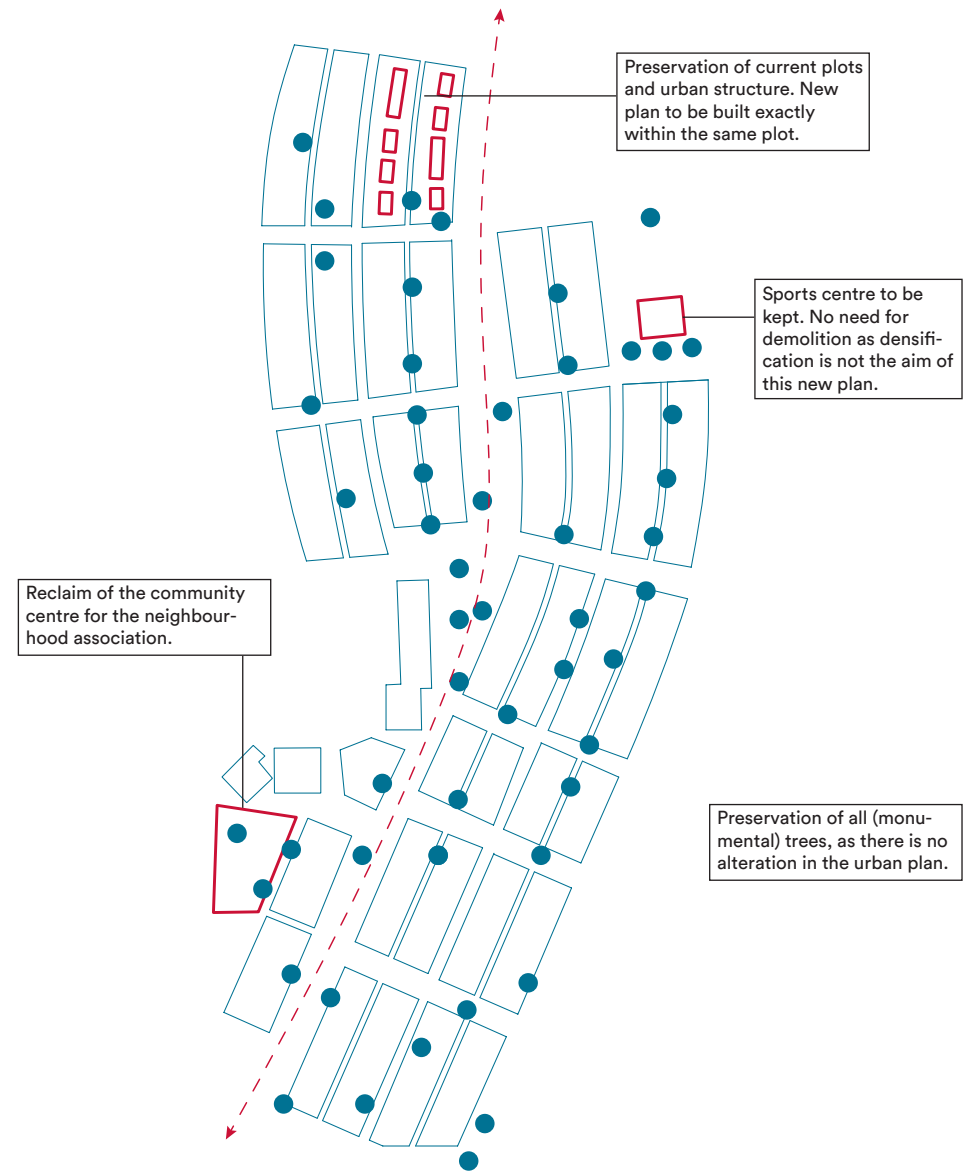 Preservation of current plots
and urban structure. New
plan to be built exactly
within the same plot.
Sports centre to be
kept. No need for
demolition as densifi-
cation is not the aim of
this new plan.
Reclaim of the community
centre for the neighbour-
hood association.
Preservation of all (monu-
mental) trees, as there is no
alteration in the urban plan.